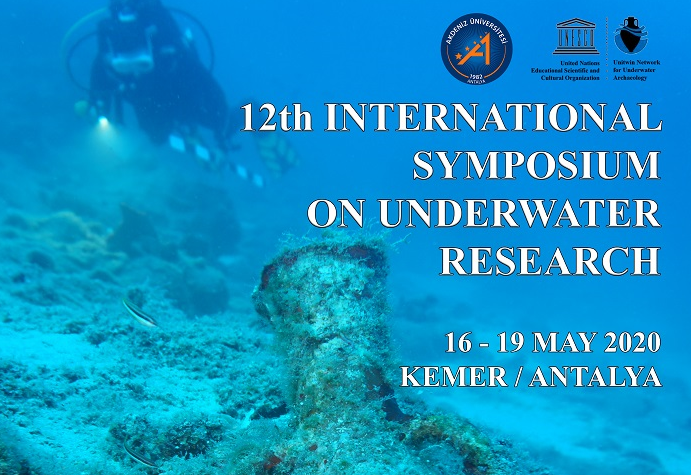 AKDENİZ ÜNİVERSİTESİ
1982
ANTALYA
UNESCO
United Nations
Educational Scientific and
Cultural Organization
Unitwin Network
for Underwater
Archaeology
12th INTERNATIONAL
SYMPOSIUM
ON UNDERWATER
RESEARCH
16 - 19 MAY 2020
KEMER / ANTALYA